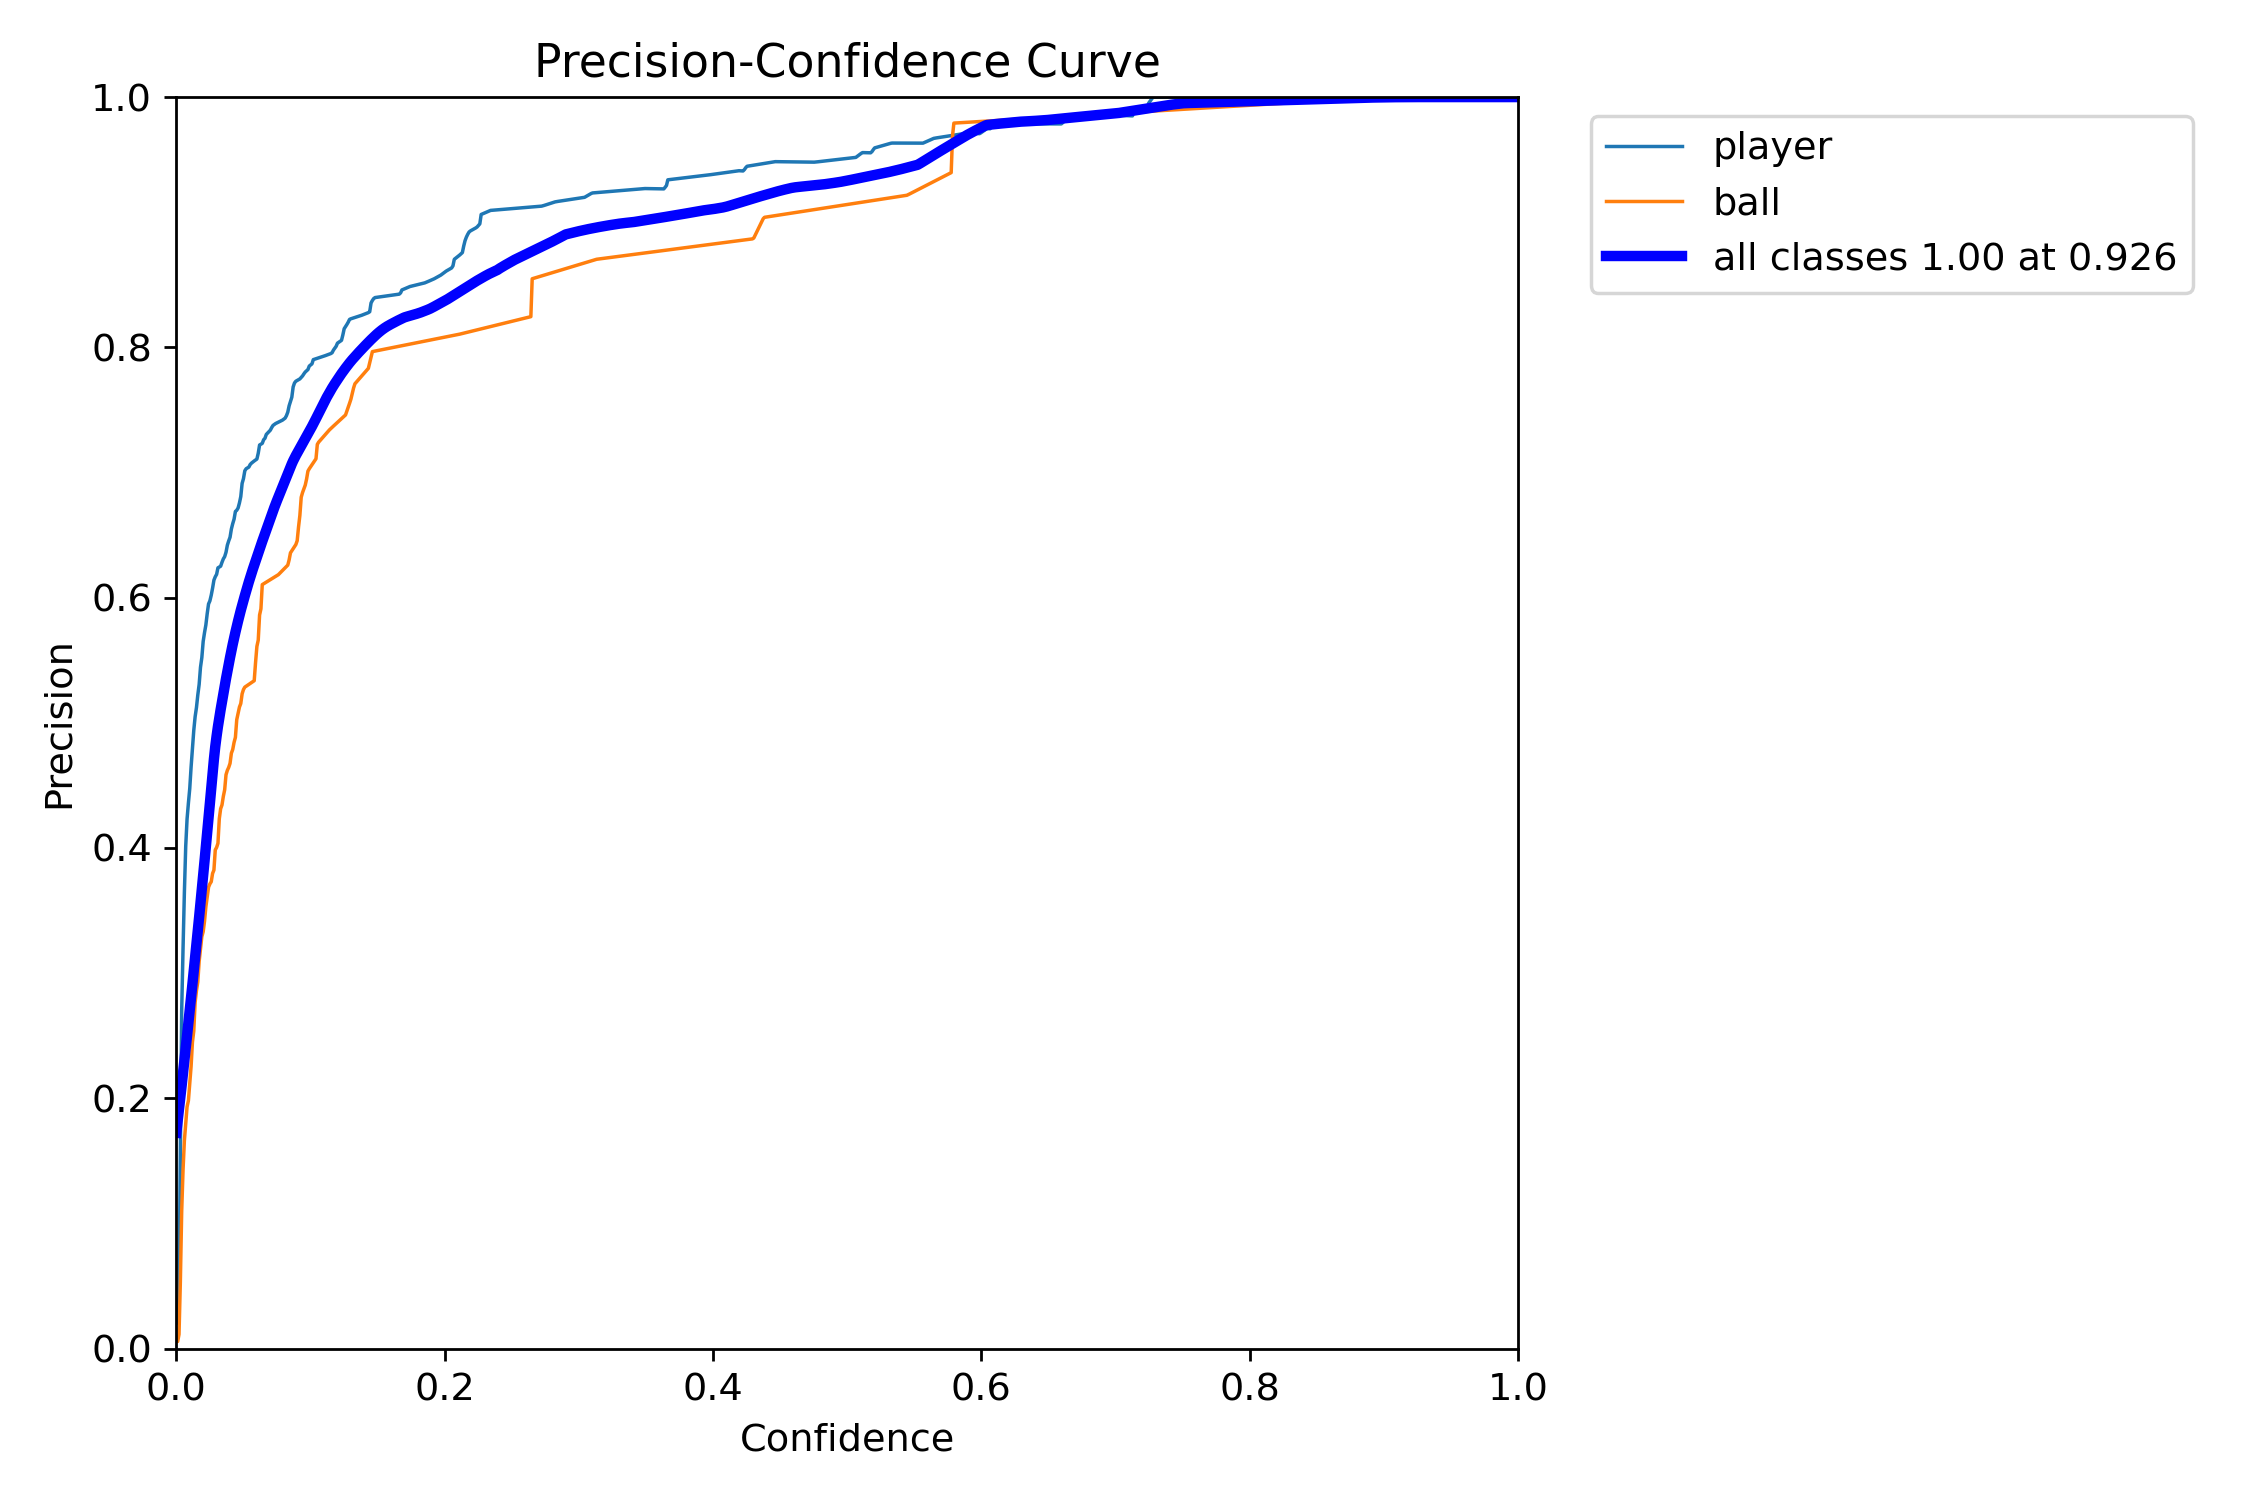 Precision-Confidence Curve
1.0
0.8
0.6
0.4
0.2
0.0
Precision
0.0 0.2 0.4 0.6 0.8 1.0
Confidence
player
ball
all classes 1.00 at 0.926